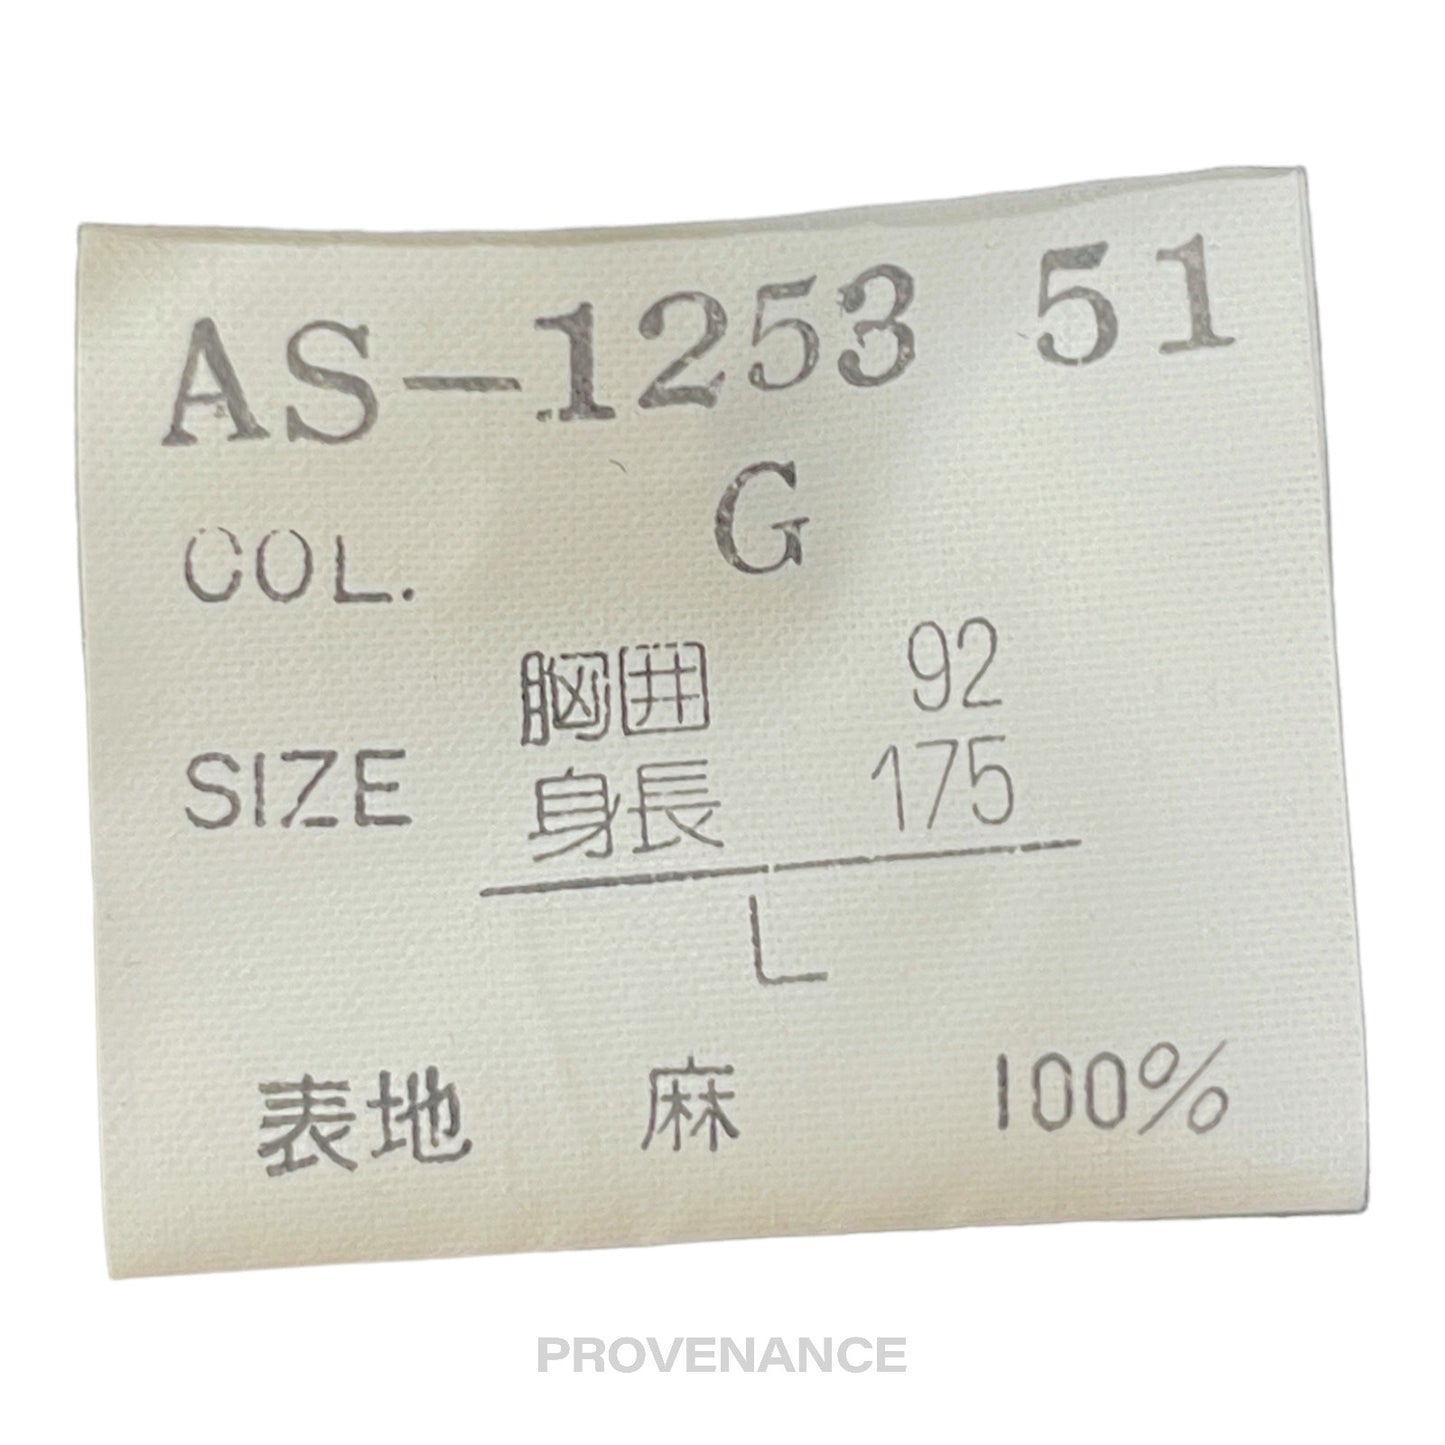 AS-1253 51
COL. G
胸囲 92
SIZE 身長 175
L
表地 麻 100%
PROVENANCE